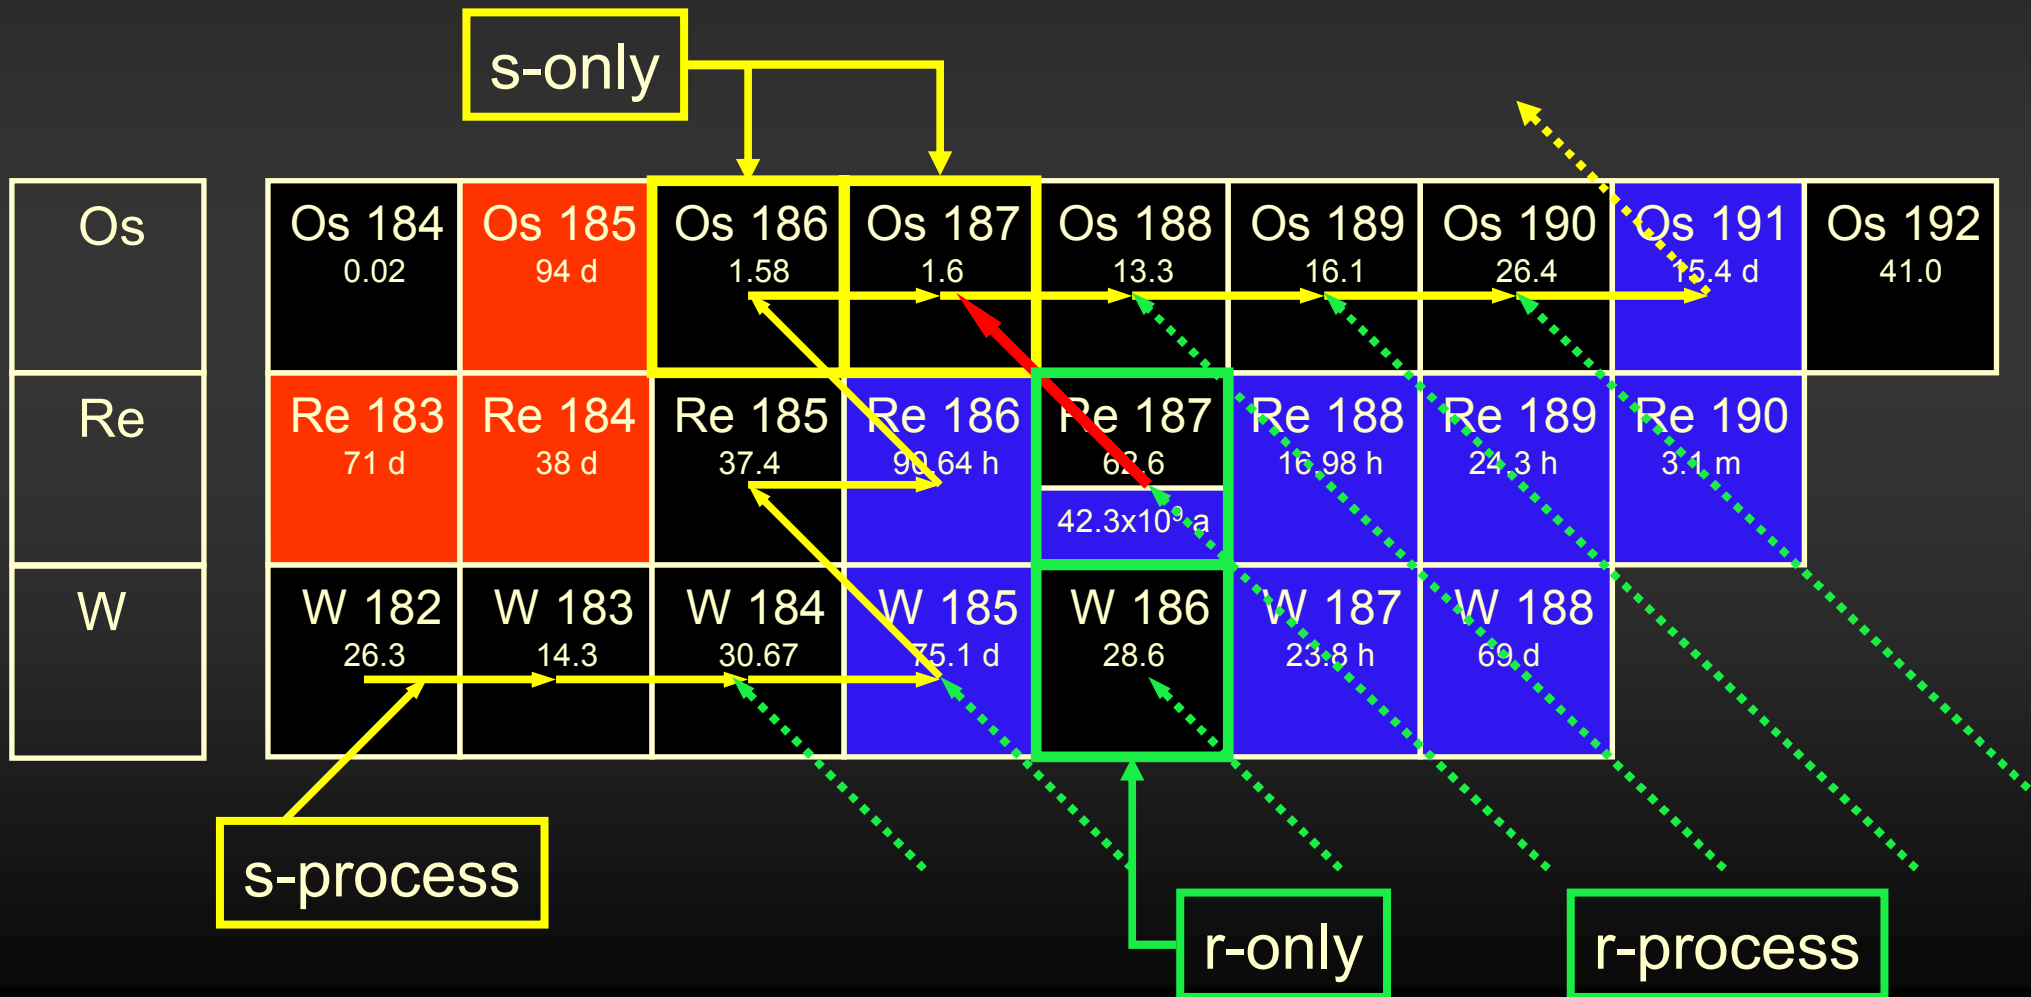 s-only
Os
Os 184
0.02
Os 185
94 d
Os 186
1.58
Os 187
1.6
Os 188
13.3
Os 189
16.1
Os 190
26.4
Os 191
15.4 d
Os 192
41.0
Re
Re 183
71 d
Re 184
38 d
Re 185
37.4
Re 186
90.64 h
Re 187
62.6
42.3x10⁹ a
Re 188
16.98 h
Re 189
24.3 h
Re 190
3.1 m
W
W 182
26.3
W 183
14.3
W 184
30.67
W 185
75.1 d
W 186
28.6
W 187
23.8 h
W 188
69 d
s-process
r-only
r-process